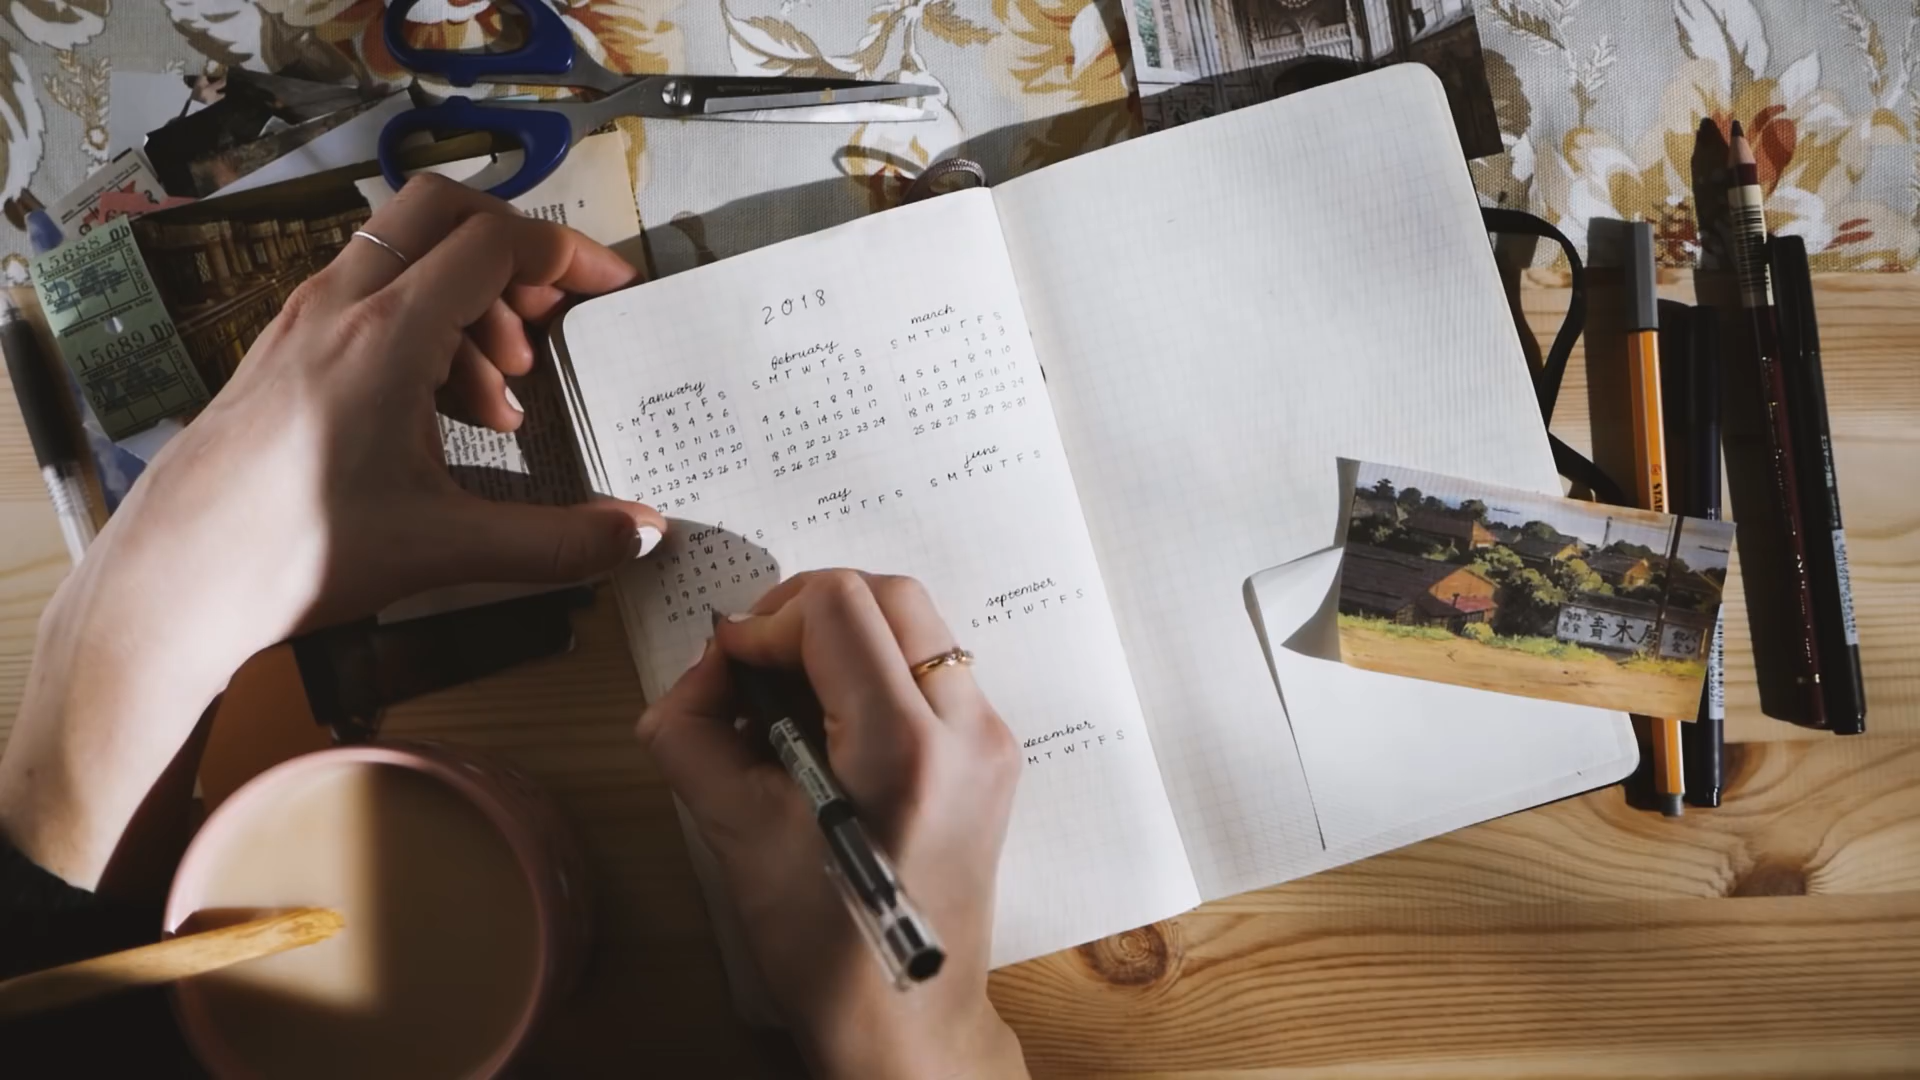 2018
january
S M T W T F S
1 2 3 4 5 6
7 8 9 10 11 12 13
14 15 16 17 18 19 20
21 22 23 24 25 26 27
29 30 31
february
S M T W T F S
1 2 3
4 5 6 7 8 9 10
11 12 13 14 15 16 17
18 19 20 21 22 23 24
25 26 27 28
march
S M T W T F S
1 2 3
4 5 6 7 8 9 10
11 12 13 14 15 16 17
18 19 20 21 22 23 24
25 26 27 28 29 30 31
april
S M T W T F S
1 2 3 4 5 6 7
8 9 10 11 12 13 14
15 16 17
may
S M T W T F S
june
S M T W T F S
september
S M T W T F S
december
M T W T F S
15688 Db
15689 Db
青木